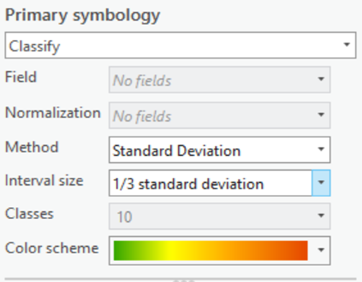 Primary symbology
Classify
Field No fields
Normalization No fields
Method Standard Deviation
Interval size 1/3 standard deviation
Classes 10
Color scheme